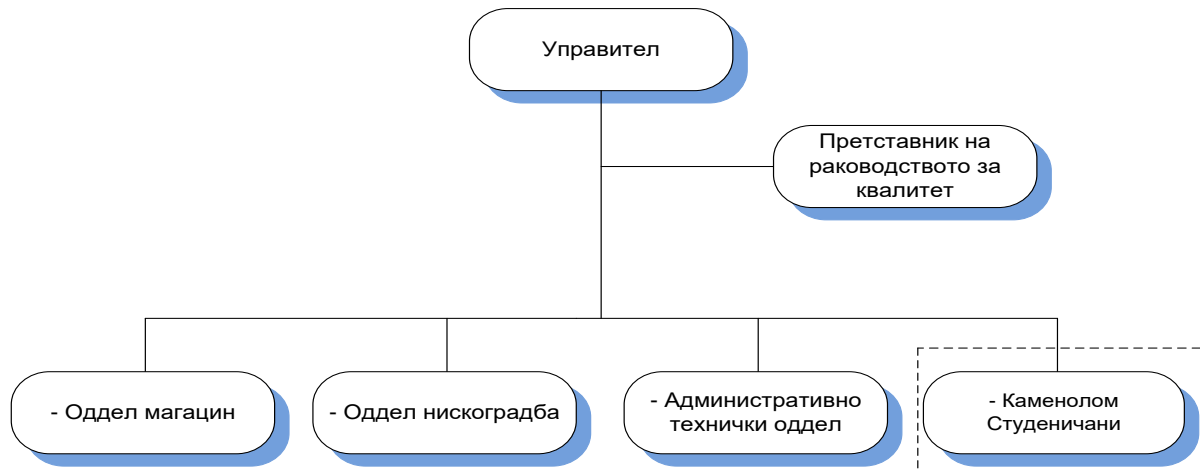 Управител
Претставник на
раководството за
квалитет
- Оддел магацин
- Оддел нискоградба
- Административно
технички оддел
- Каменолом
Студеничани